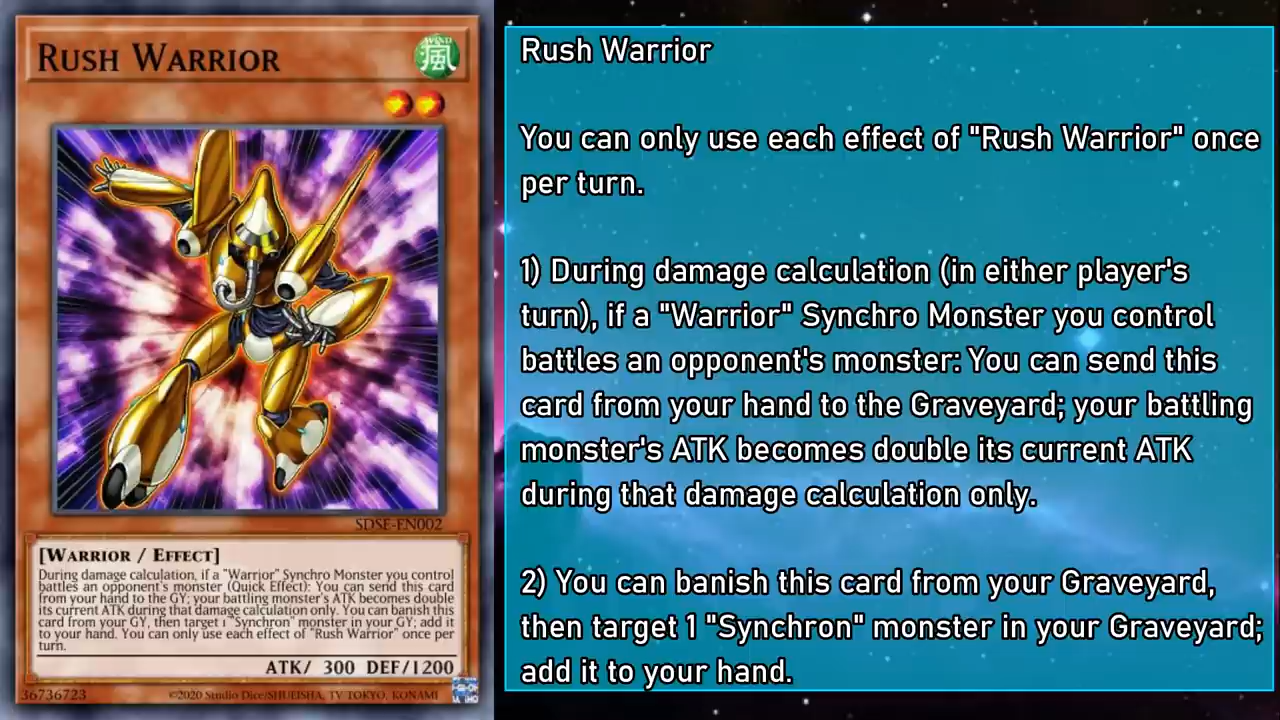 RUSH WARRIOR
WIND
風
SDSE-EN002
[WARRIOR / EFFECT]
During damage calculation, if a "Warrior" Synchro Monster you control
battles an opponent's monster (Quick Effect): You can send this card
from your hand to the GY; your battling monster's ATK becomes double
its current ATK during that damage calculation only. You can banish this
card from your GY, then target 1 "Synchron" monster in your GY; add it
to your hand. You can only use each effect of "Rush Warrior" once per
turn.
ATK/ 300 DEF/1200
36736723
©2020 Studio Dice/SHUEISHA, TV TOKYO, KONAMI
Rush Warrior
You can only use each effect of "Rush Warrior" once
per turn.
1) During damage calculation (in either player's
turn), if a "Warrior" Synchro Monster you control
battles an opponent's monster: You can send this
card from your hand to the Graveyard; your battling
monster's ATK becomes double its current ATK
during that damage calculation only.
2) You can banish this card from your Graveyard,
then target 1 "Synchron" monster in your Graveyard;
add it to your hand.